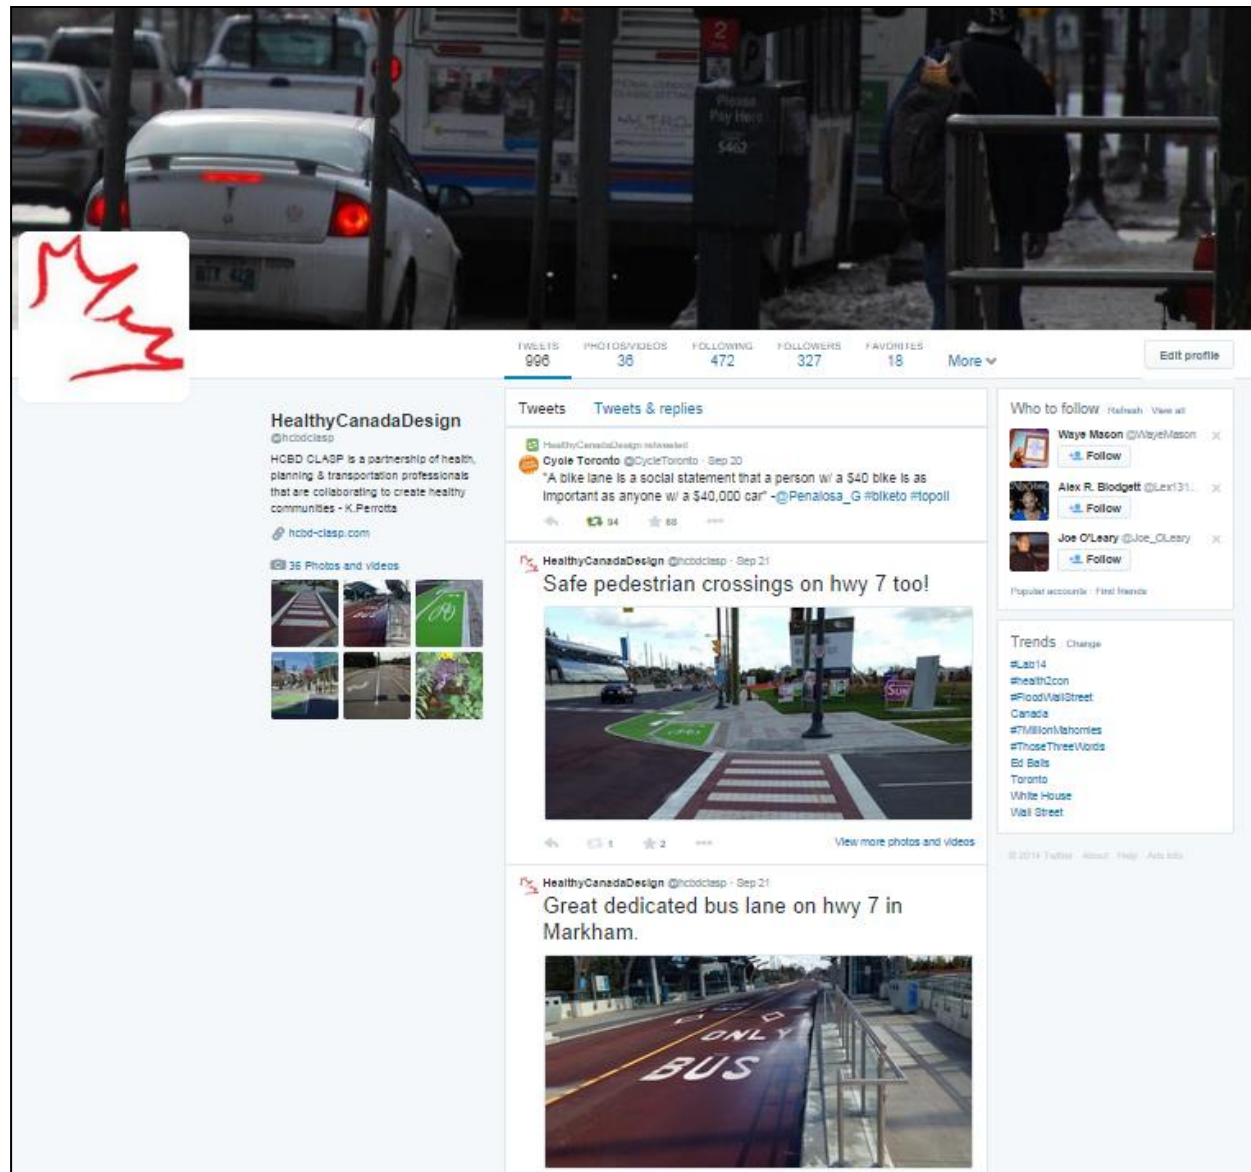 2
Please
Pay Here
$462
TWEETS
996
PHOTOS/VIDEOS
36
FOLLOWING
472
FOLLOWERS
327
FAVORITES
18
More
Edit profile
HealthyCanadaDesign
@hcbdclasp
HCBD CLASP is a partnership of health,
planning & transportation professionals
that are collaborating to create healthy
communities - K.Perrotta
hcbd-clasp.com
36 Photos and videos
Tweets Tweets & replies
HealthyCanadaDesign retweeted
Cycle Toronto @CycleToronto · Sep 20
"A bike lane is a social statement that a person w/ a $40 bike is as
important as anyone w/ a $40,000 car" -@Penalosa_G #biketo #topoli
94 68
HealthyCanadaDesign @hcbdclasp · Sep 21
Safe pedestrian crossings on hwy 7 too!
SUN
1 2
View more photos and videos
HealthyCanadaDesign @hcbdclasp · Sep 21
Great dedicated bus lane on hwy 7 in
Markham.
ONLY
BUS
Who to follow Refresh View all
Waye Mason @WayeMason
Follow
Alex R. Blodgett @Lex131...
Follow
Joe O'Leary @Joe_OLeary
Follow
Popular accounts · Find friends
Trends Change
#Lab14
#health2con
#FloodWallStreet
Canada
#7MillionMahomies
#ThoseThreeWords
Ed Balls
Toronto
White House
Wall Street
© 2014 Twitter About Help Ads info